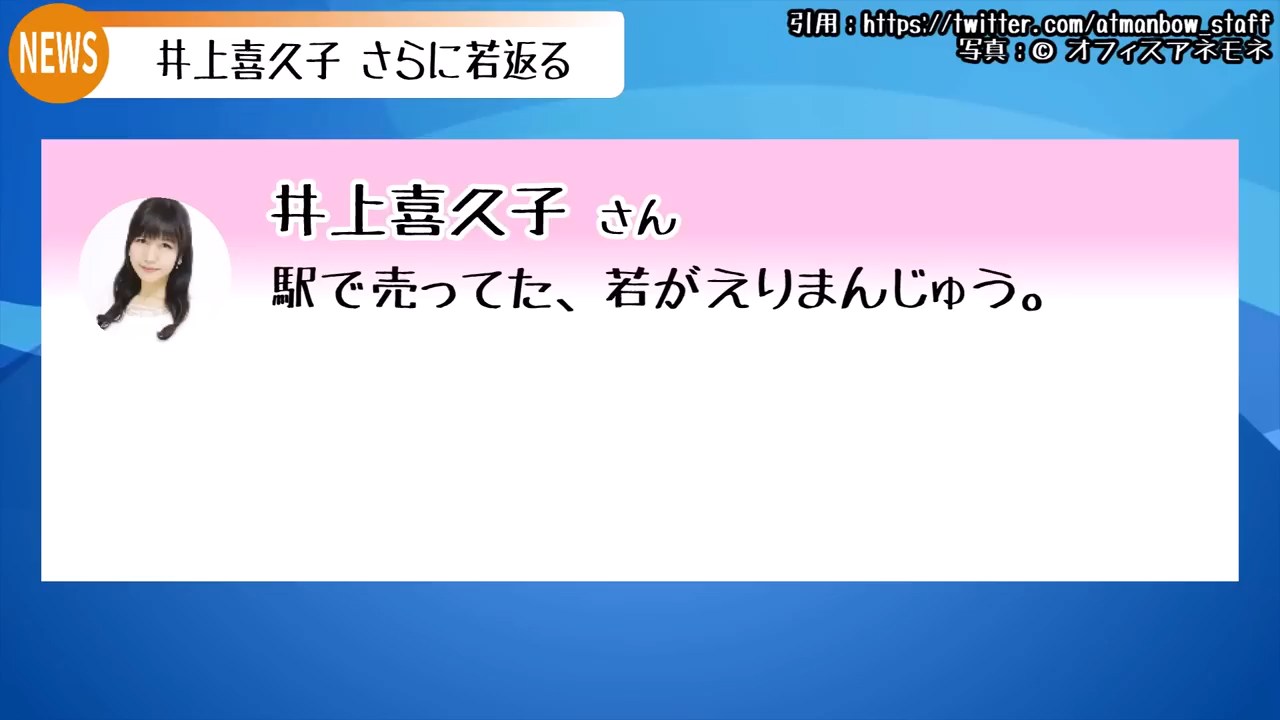 NEWS
井上喜久子 さらに若返る
引用：https://twitter.com/atmanbow_staff
写真：© オフィスアネモネ
井上喜久子 さん
駅で売ってた、若がえりまんじゅう。